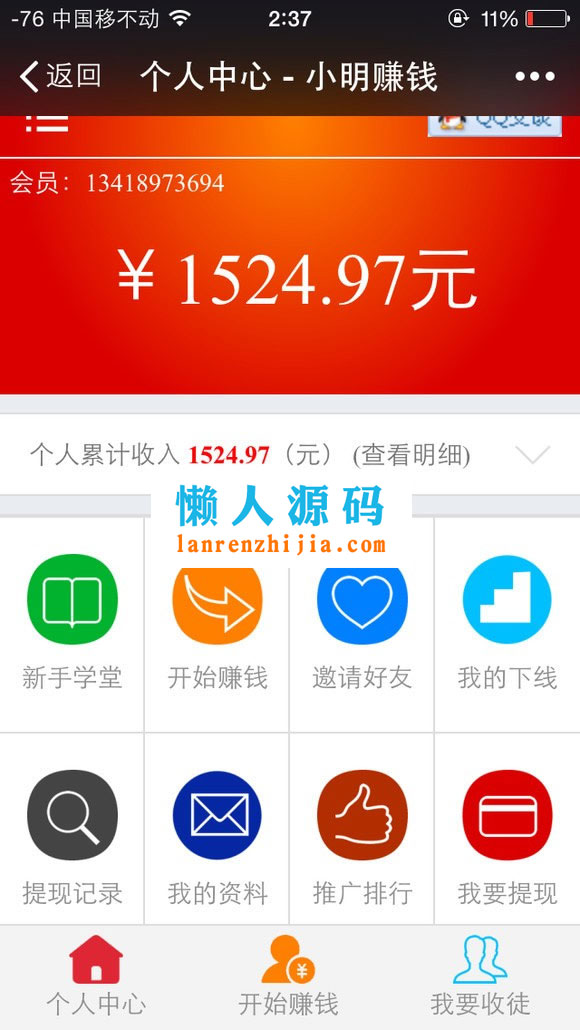 -76 中国移不动 2:37 11%
返回 个人中心 - 小明赚钱
QQ交谈
会员：13418973694
￥1524.97元
个人累计收入 1524.97（元） (查看明细)
懒人源码
lanrenzhijia.com
新手学堂 开始赚钱 邀请好友 我的下线
提现记录 我的资料 推广排行 我要提现
个人中心 开始赚钱 我要收徒